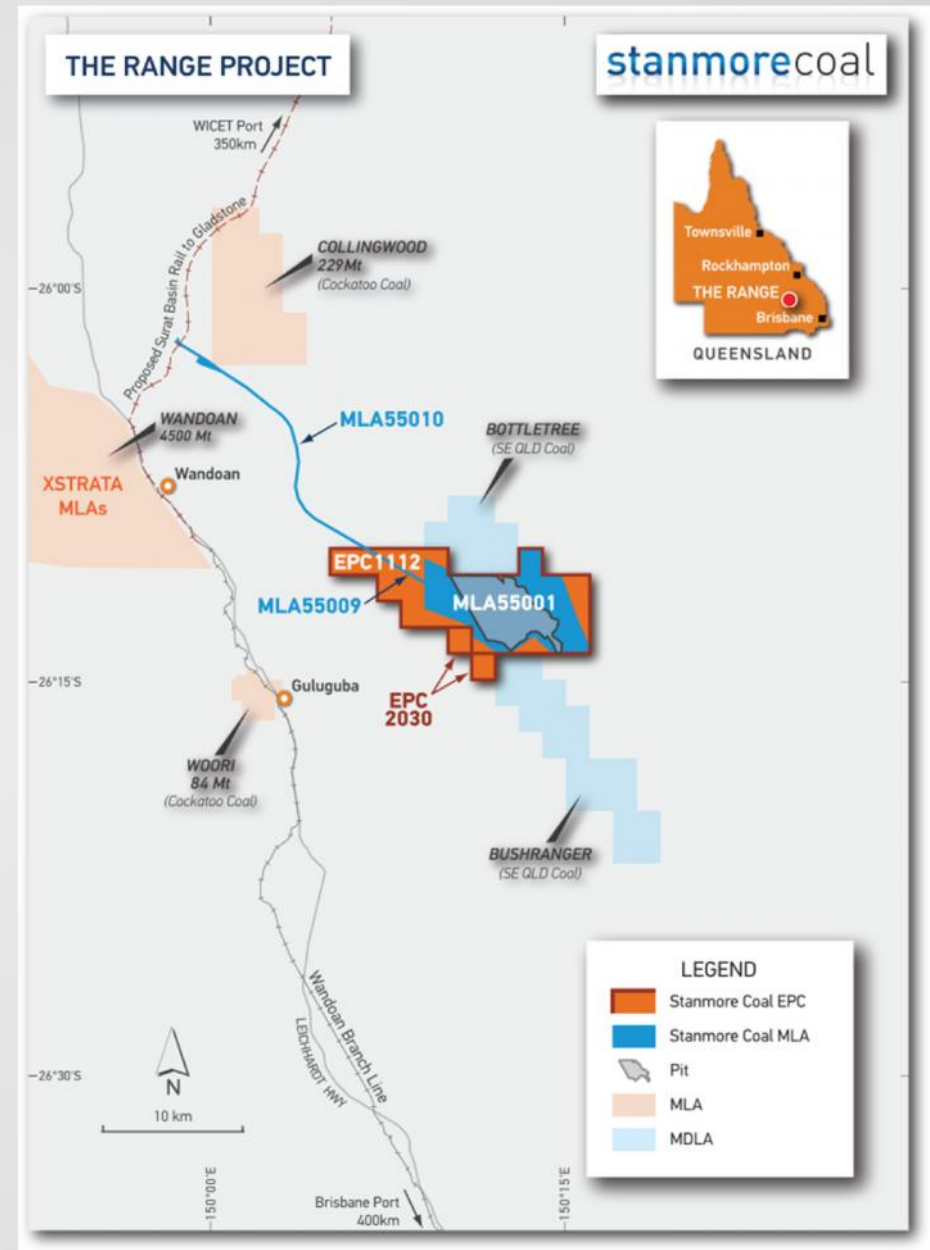 THE RANGE PROJECT
stanmorecoal
WICET Port
350km
Proposed Surat Basin Rail to Gladstone
COLLINGWOOD
229Mt
(Cockatoo Coal)
Townsville
Rockhampton
THE RANGE
Brisbane
QUEENSLAND
26°00'S
MLA55010
WANDOAN
4500 Mt
BOTTLETREE
(SE QLD Coal)
XSTRATA
MLAs
Wandoan
EPC1112
MLA55009
MLA55001
26°15'S
Guluguba
EPC
2030
WOORI
84 Mt
(Cockatoo Coal)
BUSHRANGER
(SE QLD Coal)
LEGEND
Stanmore Coal EPC
Stanmore Coal MLA
Pit
MLA
MDLA
Wandoan Branch Line
LEICHHARDT HWY
26°30'S
N
10 km
150°00'E
150°15'E
Brisbane Port
400km